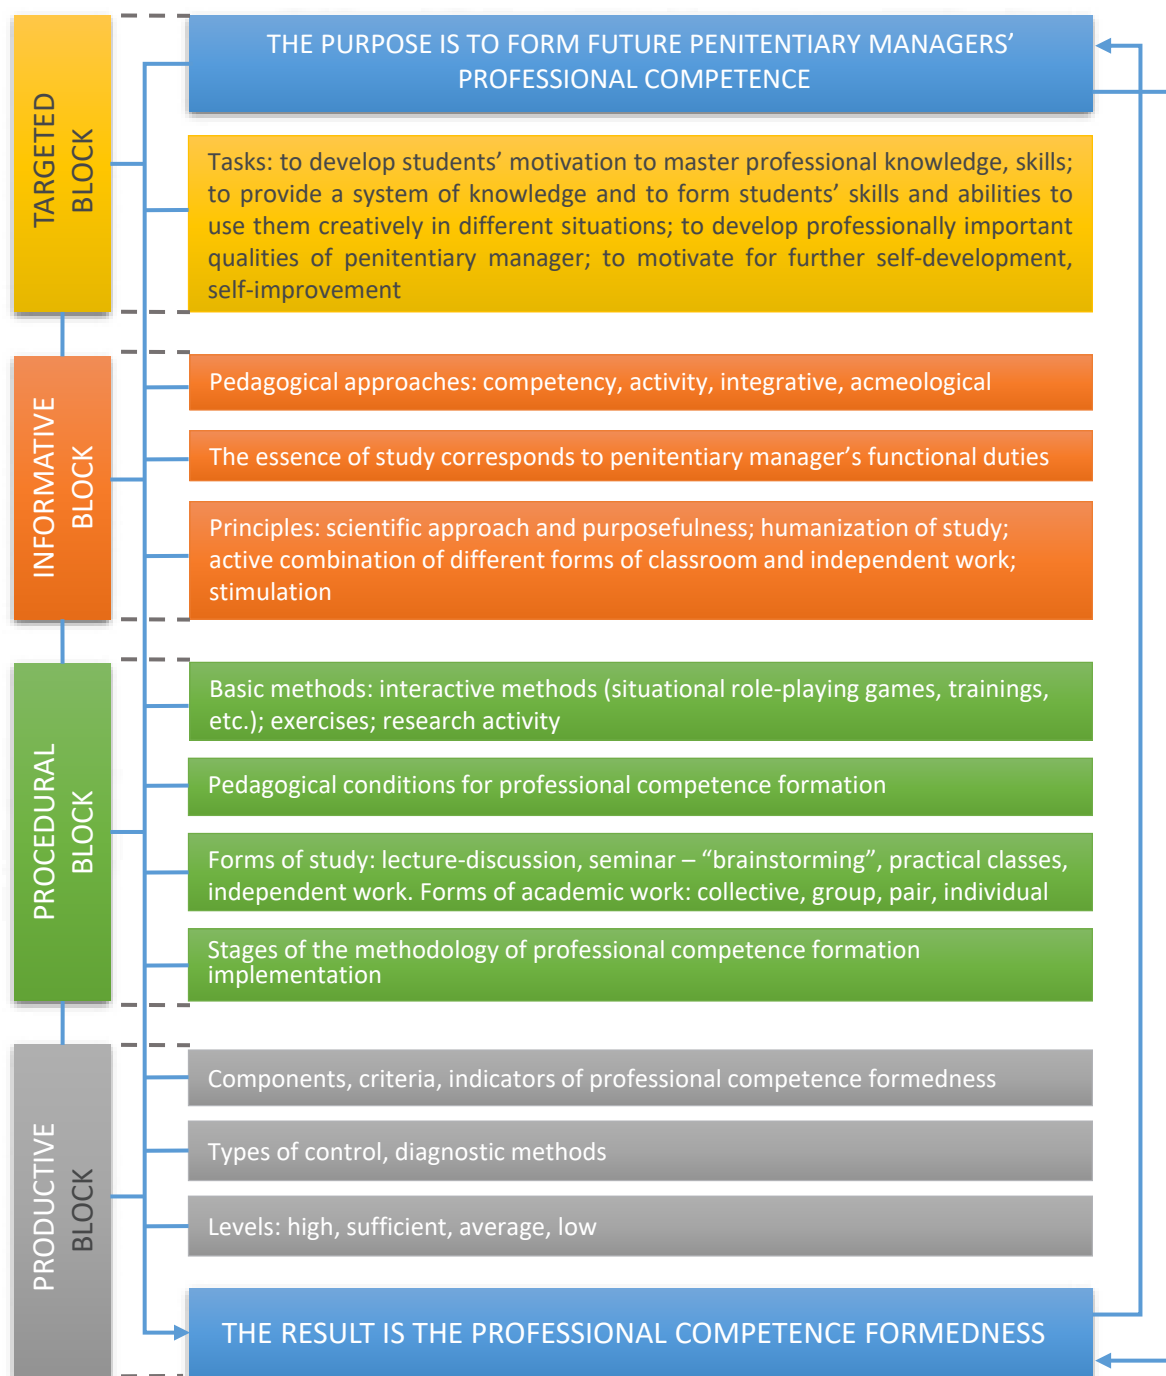 THE PURPOSE IS TO FORM FUTURE PENITENTIARY MANAGERS’
PROFESSIONAL COMPETENCE
TARGETED
BLOCK
Tasks: to develop students’ motivation to master professional knowledge, skills;
to provide a system of knowledge and to form students’ skills and abilities to
use them creatively in different situations; to develop professionally important
qualities of penitentiary manager; to motivate for further self-development,
self-improvement
INFORMATIVE
BLOCK
Pedagogical approaches: competency, activity, integrative, acmeological
The essence of study corresponds to penitentiary manager’s functional duties
Principles: scientific approach and purposefulness; humanization of study;
active combination of different forms of classroom and independent work;
stimulation
PROCEDURAL
BLOCK
Basic methods: interactive methods (situational role-playing games, trainings,
etc.); exercises; research activity
Pedagogical conditions for professional competence formation
Forms of study: lecture-discussion, seminar – “brainstorming”, practical classes,
independent work. Forms of academic work: collective, group, pair, individual
Stages of the methodology of professional competence formation
implementation
PRODUCTIVE
BLOCK
Components, criteria, indicators of professional competence formedness
Types of control, diagnostic methods
Levels: high, sufficient, average, low
THE RESULT IS THE PROFESSIONAL COMPETENCE FORMEDNESS